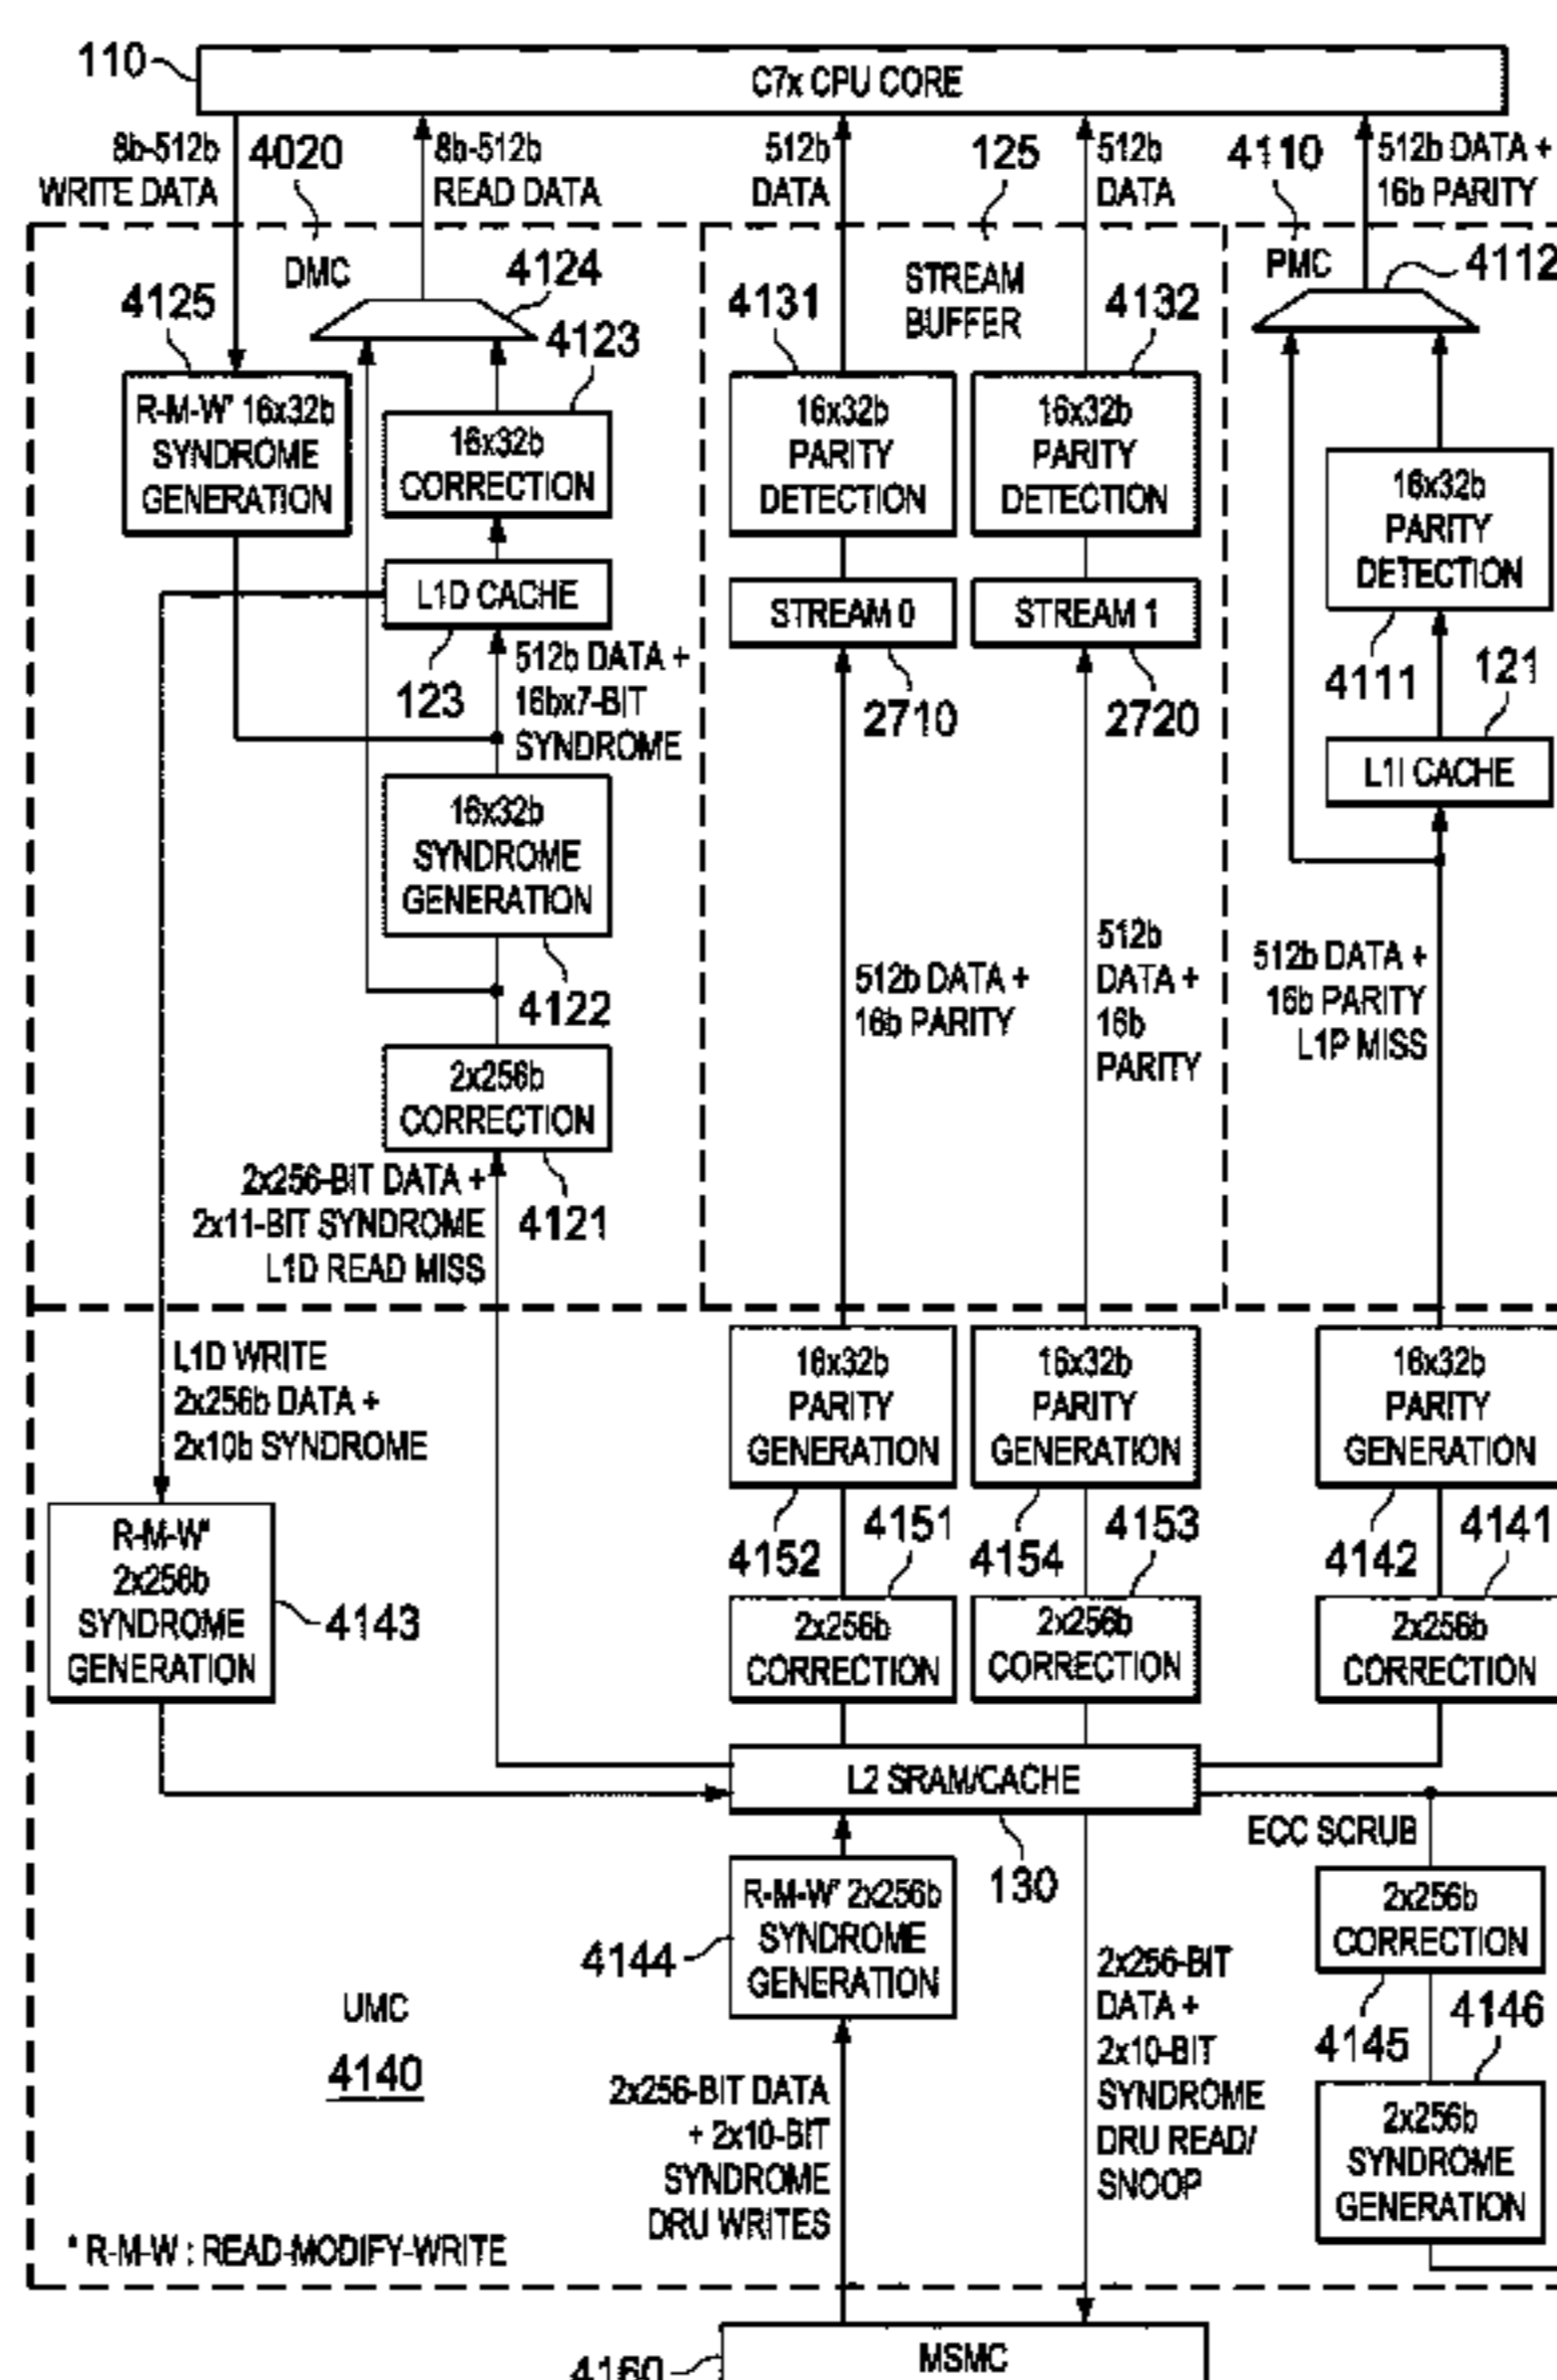 110
C7x CPU CORE
8b-512b
WRITE DATA
4020
8b-512b
READ DATA
512b
DATA
125
512b
DATA
4110
512b DATA +
16b PARITY
DMC
4124
4125
4123
STREAM
BUFFER
4131
4132
PMC
4112
R-M-W* 16x32b
SYNDROME
GENERATION
16x32b
CORRECTION
16x32b
PARITY
DETECTION
16x32b
PARITY
DETECTION
16x32b
PARITY
DETECTION
L1D CACHE
STREAM 0
STREAM 1
4111
121
123
512b DATA +
16bx7-BIT
SYNDROME
2710
2720
L1I CACHE
16x32b
SYNDROME
GENERATION
4122
512b DATA +
16b PARITY
512b
DATA +
16b
PARITY
512b DATA +
16b PARITY
L1P MISS
2x256b
CORRECTION
2x256-BIT DATA +
2x11-BIT SYNDROME
L1D READ MISS
4121
L1D WRITE
2x256b DATA +
2x10b SYNDROME
16x32b
PARITY
GENERATION
16x32b
PARITY
GENERATION
16x32b
PARITY
GENERATION
4152
4151
4154
4153
4142
4141
R-M-W*
2x256b
SYNDROME
GENERATION
4143
2x256b
CORRECTION
2x256b
CORRECTION
2x256b
CORRECTION
L2 SRAM/CACHE
130
ECC SCRUB
R-M-W* 2x256b
SYNDROME
GENERATION
4144
2x256b
CORRECTION
4145
4146
UMC
4140
2x256-BIT
DATA +
2x10-BIT
SYNDROME
DRU READ/
SNOOP
2x256-BIT DATA
+ 2x10-BIT
SYNDROME
DRU WRITES
2x256b
SYNDROME
GENERATION
* R-M-W : READ-MODIFY-WRITE
4160
MSMC